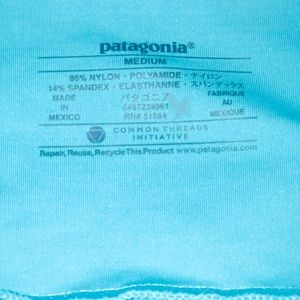 patagonia®
MEDIUM
86% NYLON · POLYAMIDE · ナイロン
14% SPANDEX · ELASTHANNE · スパンデックス
MADE IN MEXICO
パタゴニア
RN# 51884
FABRIQUÉ AU MEXIQUE
COMMON THREADS
INITIATIVE
Repair, Reuse, Recycle This Product www.patagonia.com